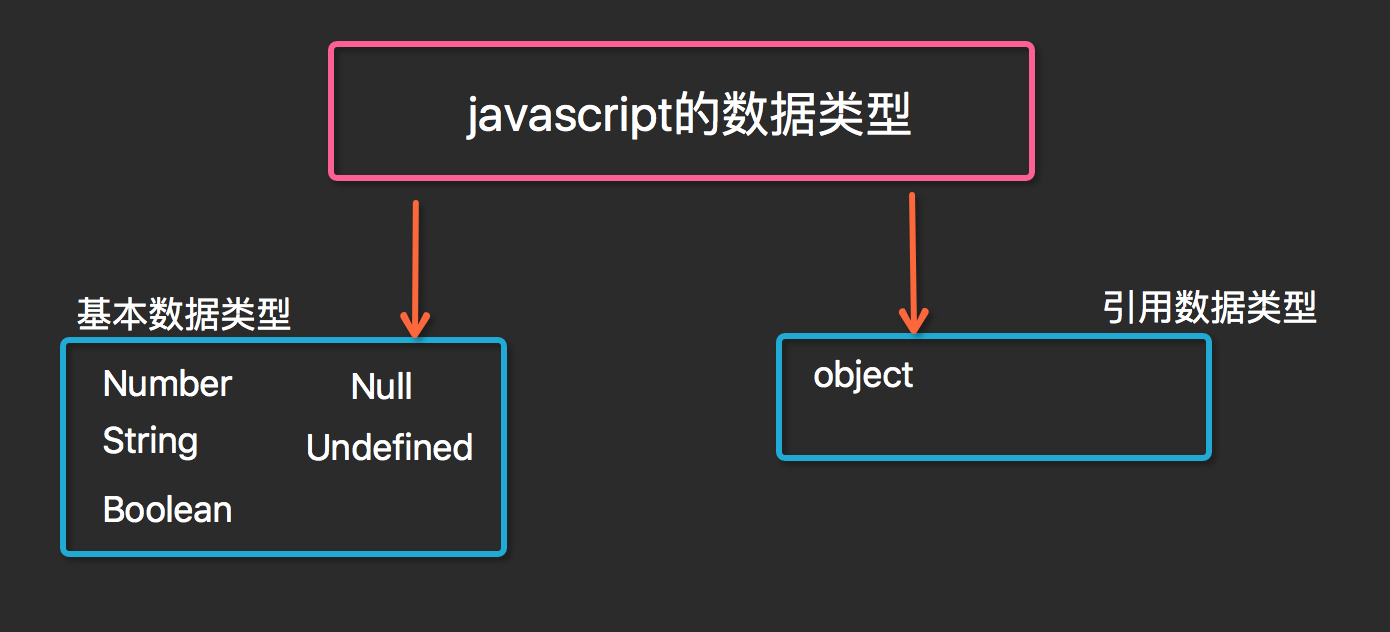 javascript的数据类型
基本数据类型
引用数据类型
Number
Null
String
Undefined
Boolean
object